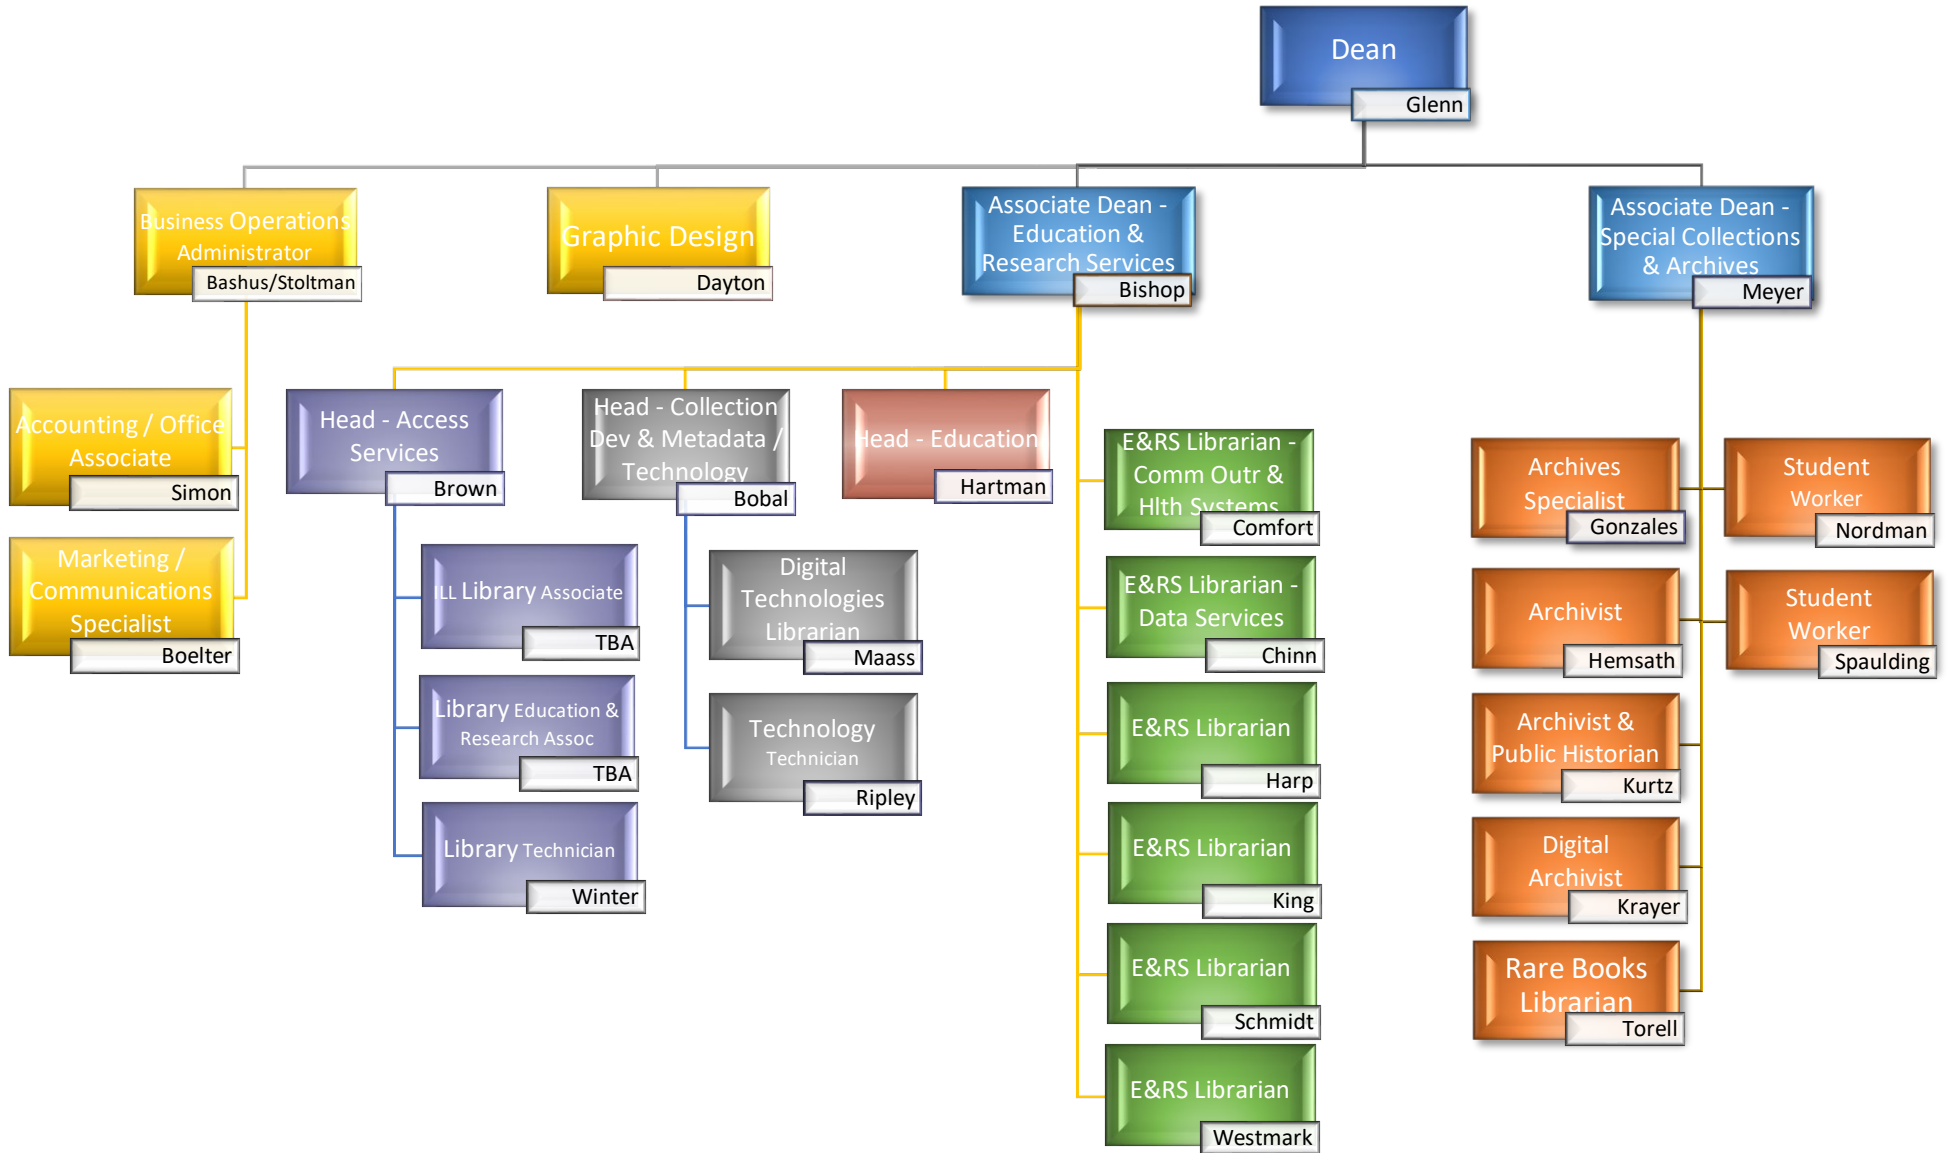 Dean
Glenn
Business Operations
Administrator
Bashus/Stoltman
Graphic Design
Dayton
Associate Dean -
Education &
Research Services
Bishop
Associate Dean -
Special Collections
& Archives
Meyer
Accounting / Office
Associate
Simon
Marketing /
Communications
Specialist
Boelter
Head - Access
Services
Brown
ILL Library Associate
TBA
Library Education &
Research Assoc
TBA
Library Technician
Winter
Head - Collection
Dev & Metadata /
Technology
Bobal
Digital
Technologies
Librarian
Maass
Technology
Technician
Ripley
Head - Education
Hartman
E&RS Librarian -
Comm Outr &
Hlth Systems
Comfort
E&RS Librarian -
Data Services
Chinn
E&RS Librarian
Harp
E&RS Librarian
King
E&RS Librarian
Schmidt
E&RS Librarian
Westmark
Archives
Specialist
Gonzales
Student
Worker
Nordman
Archivist
Hemsath
Student
Worker
Spaulding
Archivist &
Public Historian
Kurtz
Digital
Archivist
Krayer
Rare Books
Librarian
Torell